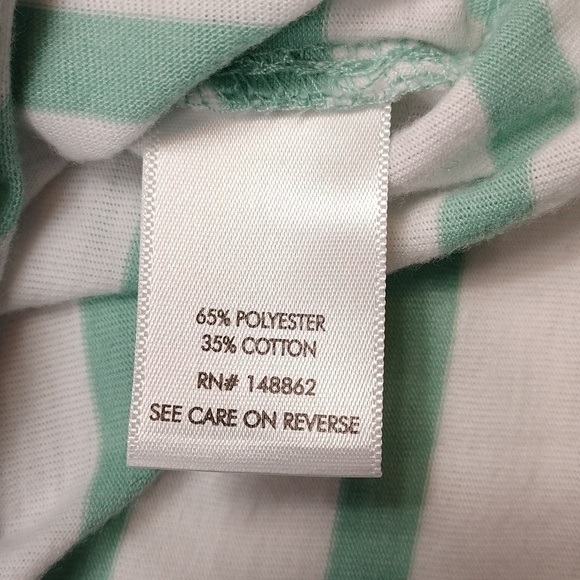 65% POLYESTER
35% COTTON
RN# 148862
SEE CARE ON REVERSE